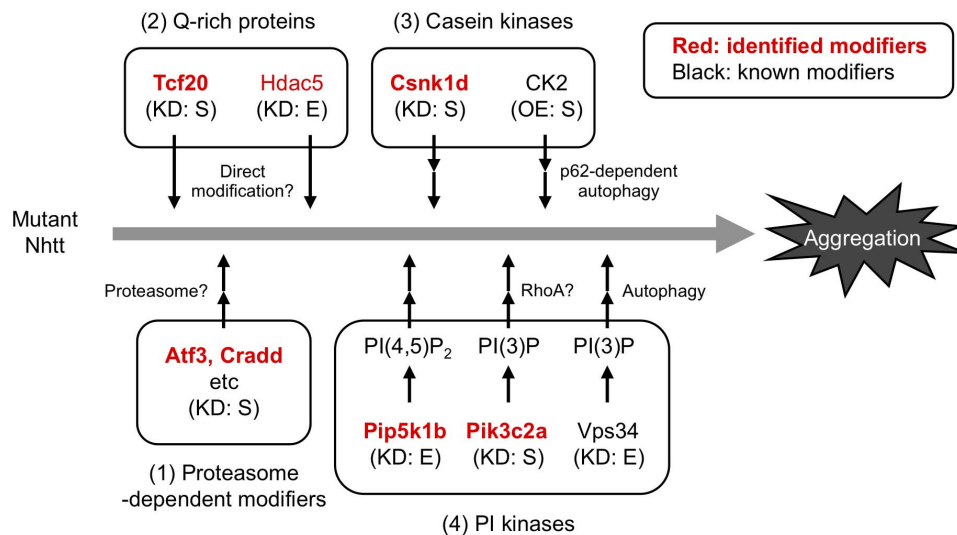 (2) Q-rich proteins
Tcf20
(KD: S)
Hdac5
(KD: E)
Direct
modification?
(3) Casein kinases
Csnk1d
(KD: S)
CK2
(OE: S)
p62-dependent
autophagy
Red: identified modifiers
Black: known modifiers
Mutant
Nhtt
Aggregation
Proteasome?
Atf3, Cradd
etc
(KD: S)
(1) Proteasome
-dependent modifiers
RhoA?
Autophagy
PI(4,5)P₂
PI(3)P
PI(3)P
Pip5k1b
(KD: E)
Pik3c2a
(KD: S)
Vps34
(KD: E)
(4) PI kinases